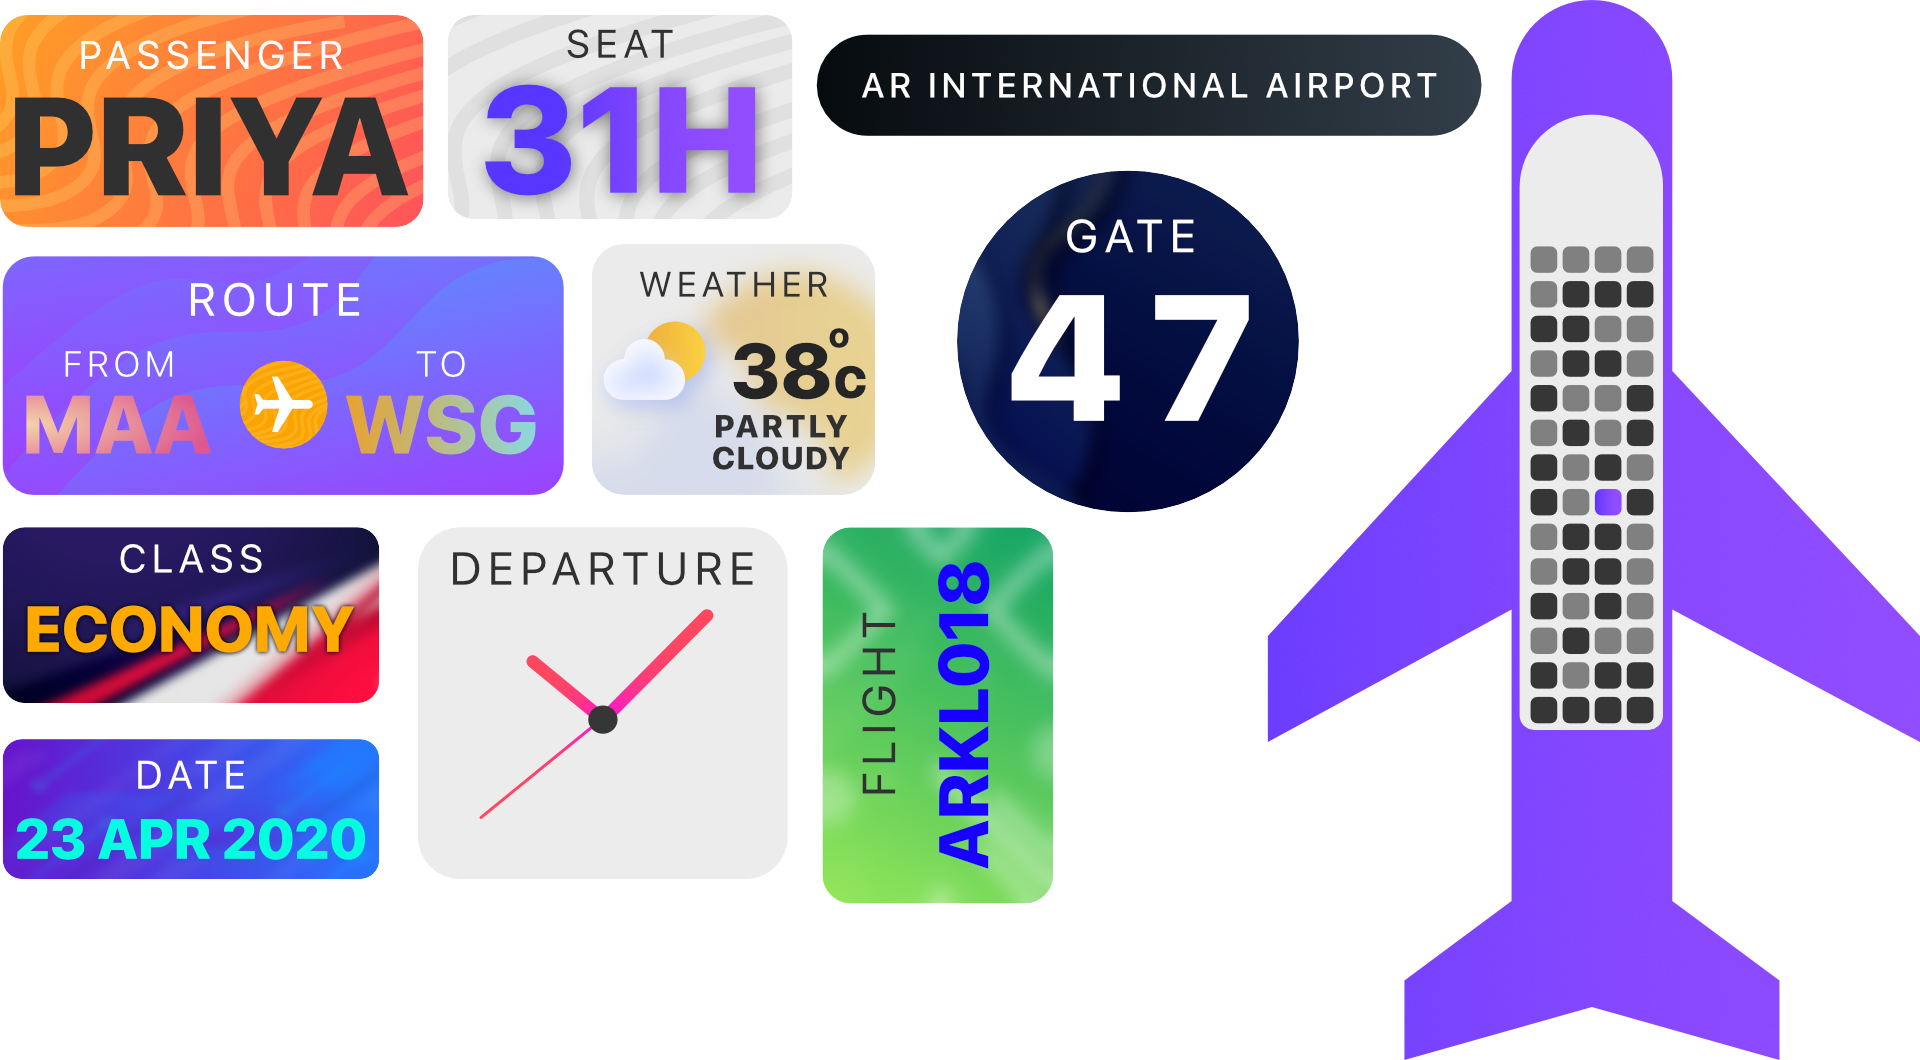 PASSENGER
PRIYA
SEAT
31H
AR INTERNATIONAL AIRPORT
GATE
47
ROUTE
FROM
MAA
TO
WSG
WEATHER
38°c
PARTLY
CLOUDY
CLASS
ECONOMY
DATE
23 APR 2020
DEPARTURE
FLIGHT
ARKL018